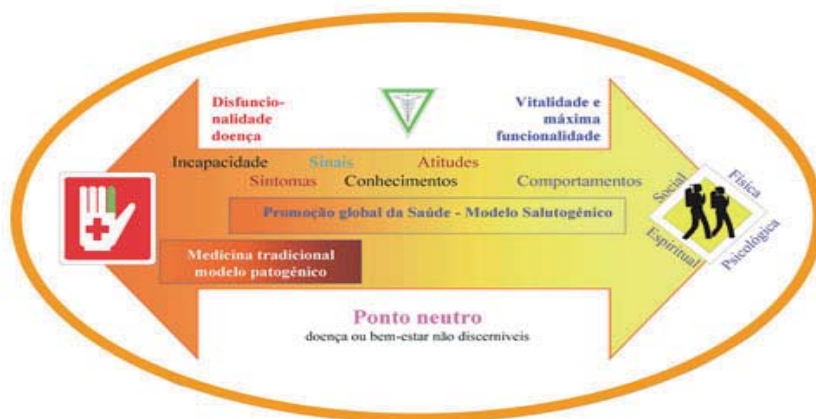 Disfuncio-
nalidade
doença
Vitalidade e
máxima
funcionalidade
Incapacidade Sinais Atitudes
Sintomas Conhecimentos Comportamentos
Social
Física
Promoção global da Saúde - Modelo Salutogénico
Espiritual
Psicológica
Medicina tradicional
modelo patogénico
Ponto neutro
doença ou bem-estar não discerníveis